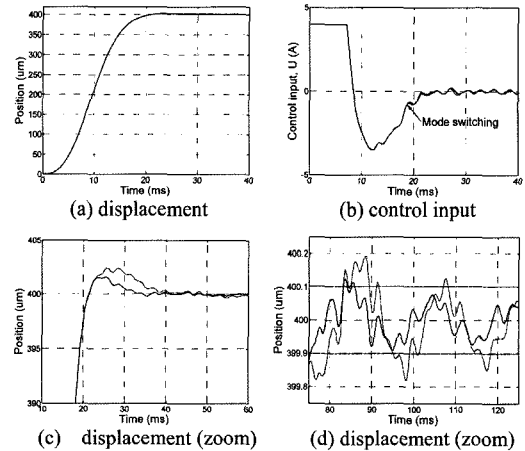 400
350
300
250
200
150
100
50
0
Position (um)
0 10 20 30 40
Time (ms)
(a) displacement
5
0
-5
Control input, U (A)
Mode switching
0 10 20 30 40
Time (ms)
(b) control input
405
400
395
390
Position (um)
10 20 30 40 50 60
Time (ms)
(c) displacement (zoom)
400.2
400.1
400
399.9
399.8
Position (um)
80 90 100 110 120
Time (ms)
(d) displacement (zoom)